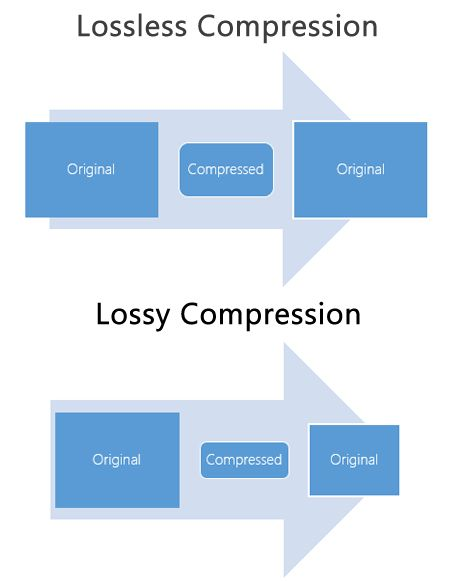 Lossless Compression
Original
Compressed
Original
Lossy Compression
Original
Compressed
Original